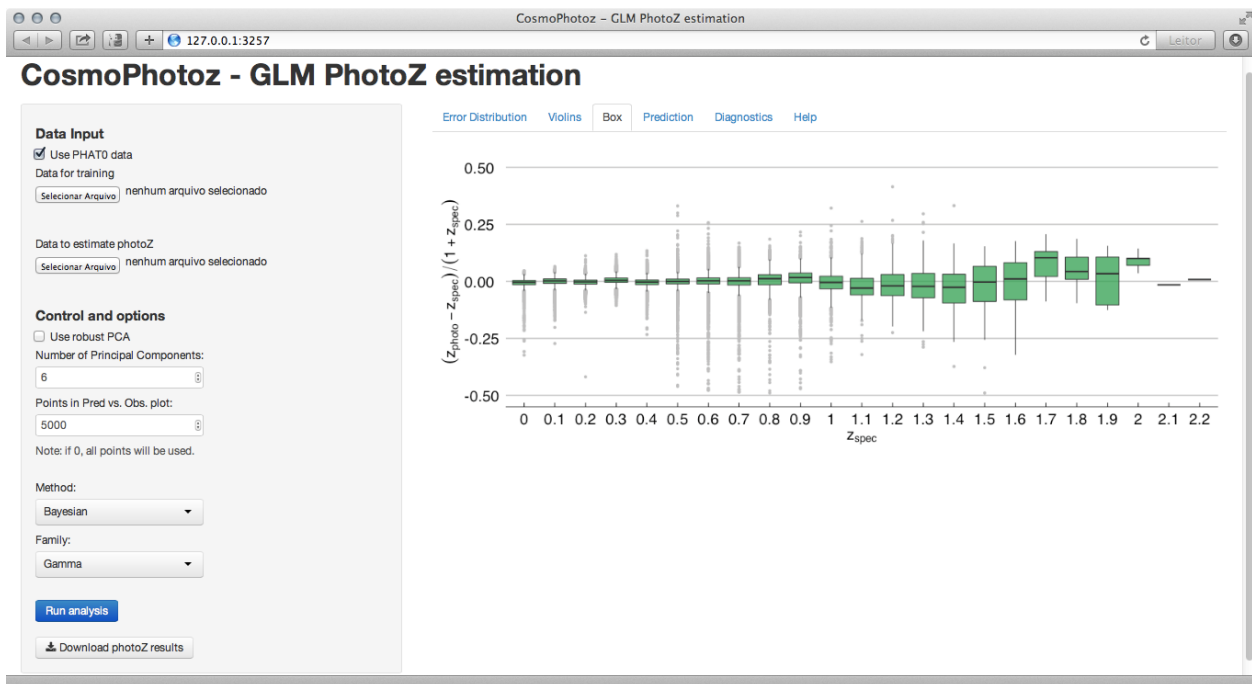 CosmoPhotoz – GLM PhotoZ estimation
127.0.0.1:3257
Leitor
CosmoPhotoz - GLM PhotoZ estimation
Data Input
Use PHAT0 data
Data for training
Selecionar Arquivo nenhum arquivo selecionado
Data to estimate photoZ
Selecionar Arquivo nenhum arquivo selecionado
Control and options
Use robust PCA
Number of Principal Components:
6
Points in Pred vs. Obs. plot:
5000
Note: if 0, all points will be used.
Method:
Bayesian
Family:
Gamma
Run analysis
Download photoZ results
Error Distribution Violins Box Prediction Diagnostics Help
(z_photo − z_spec)/(1 + z_spec)
0.50
0.25
0.00
-0.25
-0.50
0 0.1 0.2 0.3 0.4 0.5 0.6 0.7 0.8 0.9 1 1.1 1.2 1.3 1.4 1.5 1.6 1.7 1.8 1.9 2 2.1 2.2
z_spec